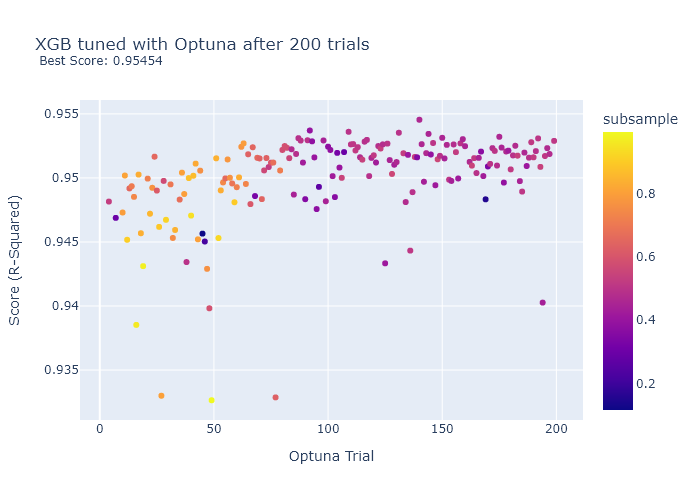 XGB tuned with Optuna after 200 trials
Best Score: 0.95454
subsample
0.955
0.95
0.945
0.94
0.935
0.8
0.6
0.4
0.2
Score (R-Squared)
0
50
100
150
200
Optuna Trial